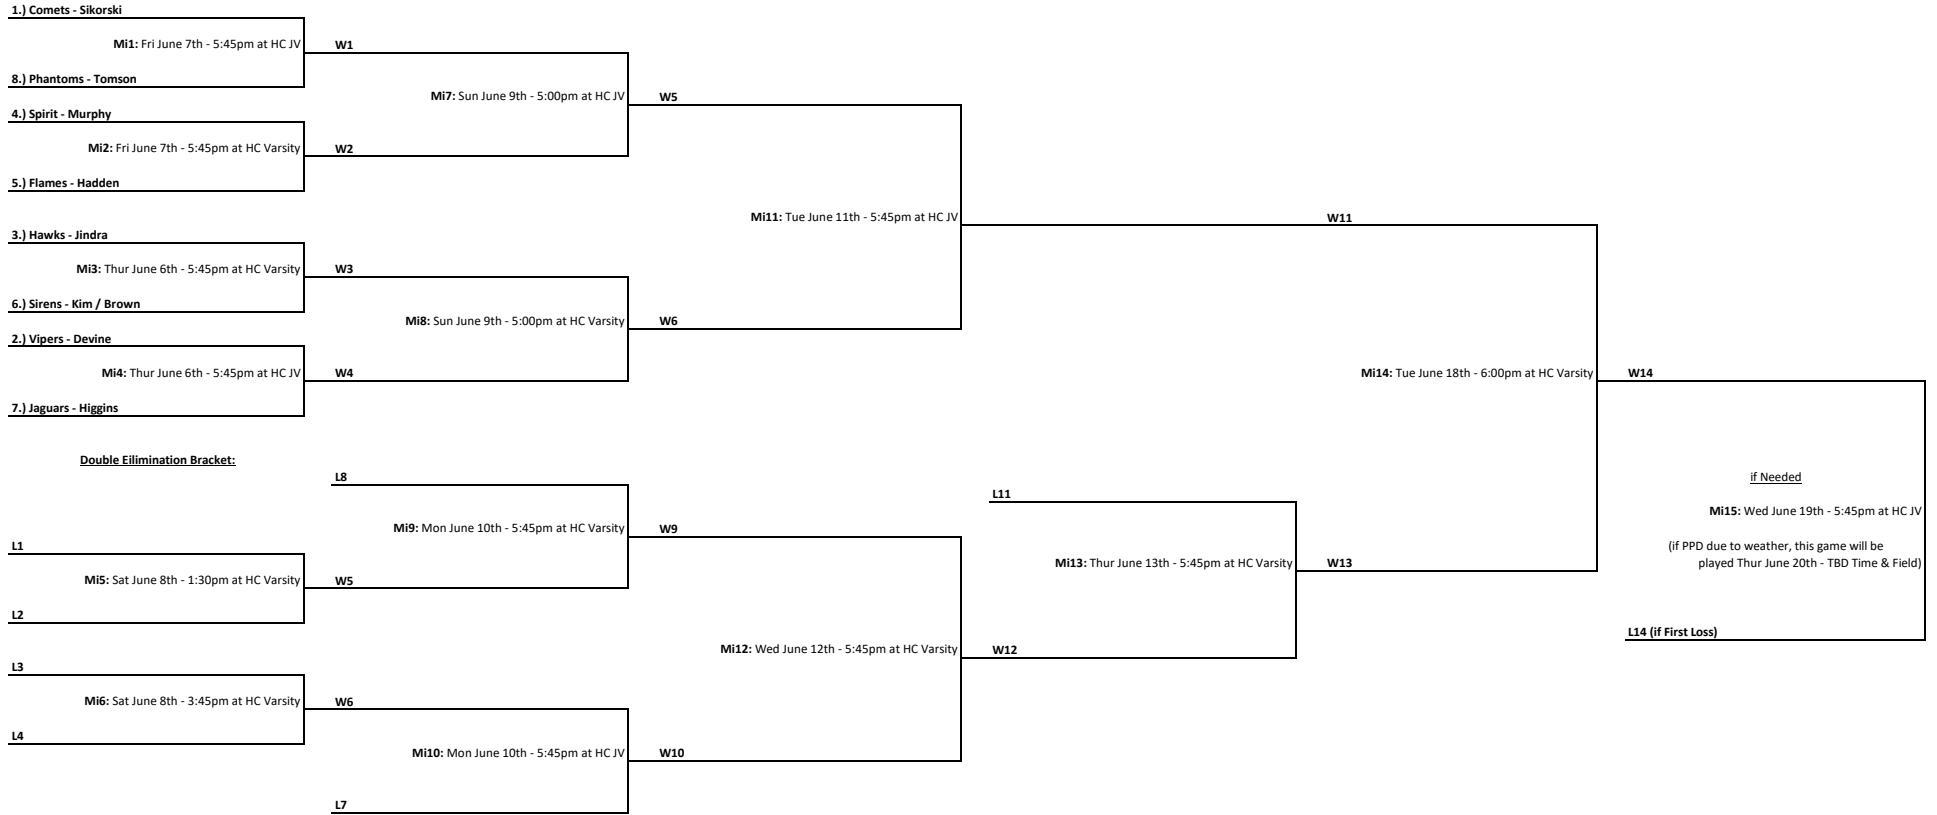 1.) Comets - Sikorski
Mi1: Fri June 7th - 5:45pm at HC JV
W1
8.) Phantoms - Tomson
Mi7: Sun June 9th - 5:00pm at HC JV
W5
4.) Spirit - Murphy
Mi2: Fri June 7th - 5:45pm at HC Varsity
W2
5.) Flames - Hadden
Mi11: Tue June 11th - 5:45pm at HC JV
W11
3.) Hawks - Jindra
Mi3: Thur June 6th - 5:45pm at HC Varsity
W3
6.) Sirens - Kim / Brown
Mi8: Sun June 9th - 5:00pm at HC Varsity
W6
2.) Vipers - Devine
Mi4: Thur June 6th - 5:45pm at HC JV
W4
7.) Jaguars - Higgins
Mi14: Tue June 18th - 6:00pm at HC Varsity
W14
Double Eilimination Bracket:
L8
Mi9: Mon June 10th - 5:45pm at HC Varsity
W9
L1
Mi5: Sat June 8th - 1:30pm at HC Varsity
W5
L2
L11
Mi13: Thur June 13th - 5:45pm at HC Varsity
W13
Mi12: Wed June 12th - 5:45pm at HC Varsity
W12
L3
Mi6: Sat June 8th - 3:45pm at HC Varsity
W6
L4
Mi10: Mon June 10th - 5:45pm at HC JV
W10
L7
if Needed
Mi15: Wed June 19th - 5:45pm at HC JV
(if PPD due to weather, this game will be
played Thur June 20th - TBD Time & Field)
L14 (if First Loss)